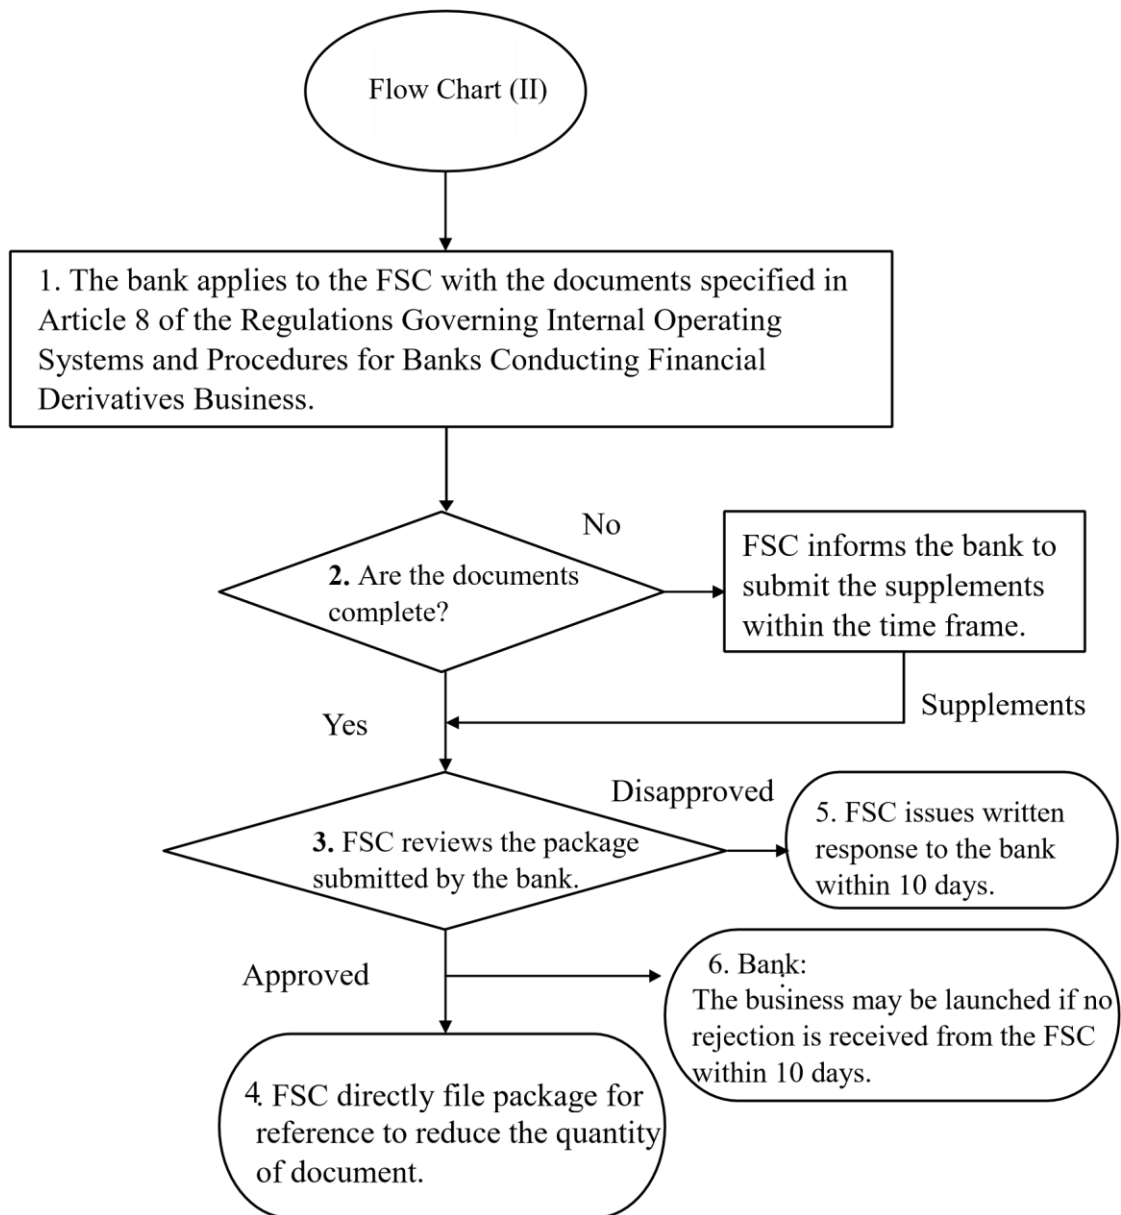 Flow Chart (II)
1. The bank applies to the FSC with the documents specified in
Article 8 of the Regulations Governing Internal Operating
Systems and Procedures for Banks Conducting Financial
Derivatives Business.
No
2. Are the documents
complete?
FSC informs the bank to
submit the supplements
within the time frame.
Yes
Supplements
Disapproved
3. FSC reviews the package
submitted by the bank.
5. FSC issues written
response to the bank
within 10 days.
Approved
6. Bank:
The business may be launched if no
rejection is received from the FSC
within 10 days.
4. FSC directly file package for
reference to reduce the quantity
of document.